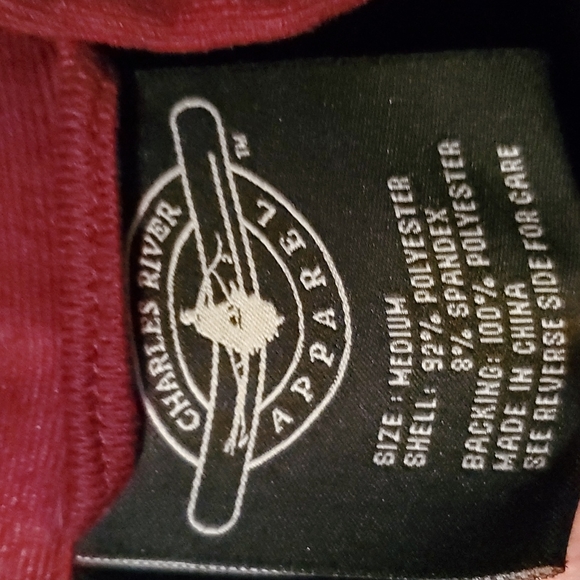 CHARLES RIVER
APPAREL
TM
SIZE : MEDIUM
SHELL: 92% POLYESTER
8% SPANDEX
BACKING: 100% POLYESTER
MADE IN CHINA
SEE REVERSE SIDE FOR CARE